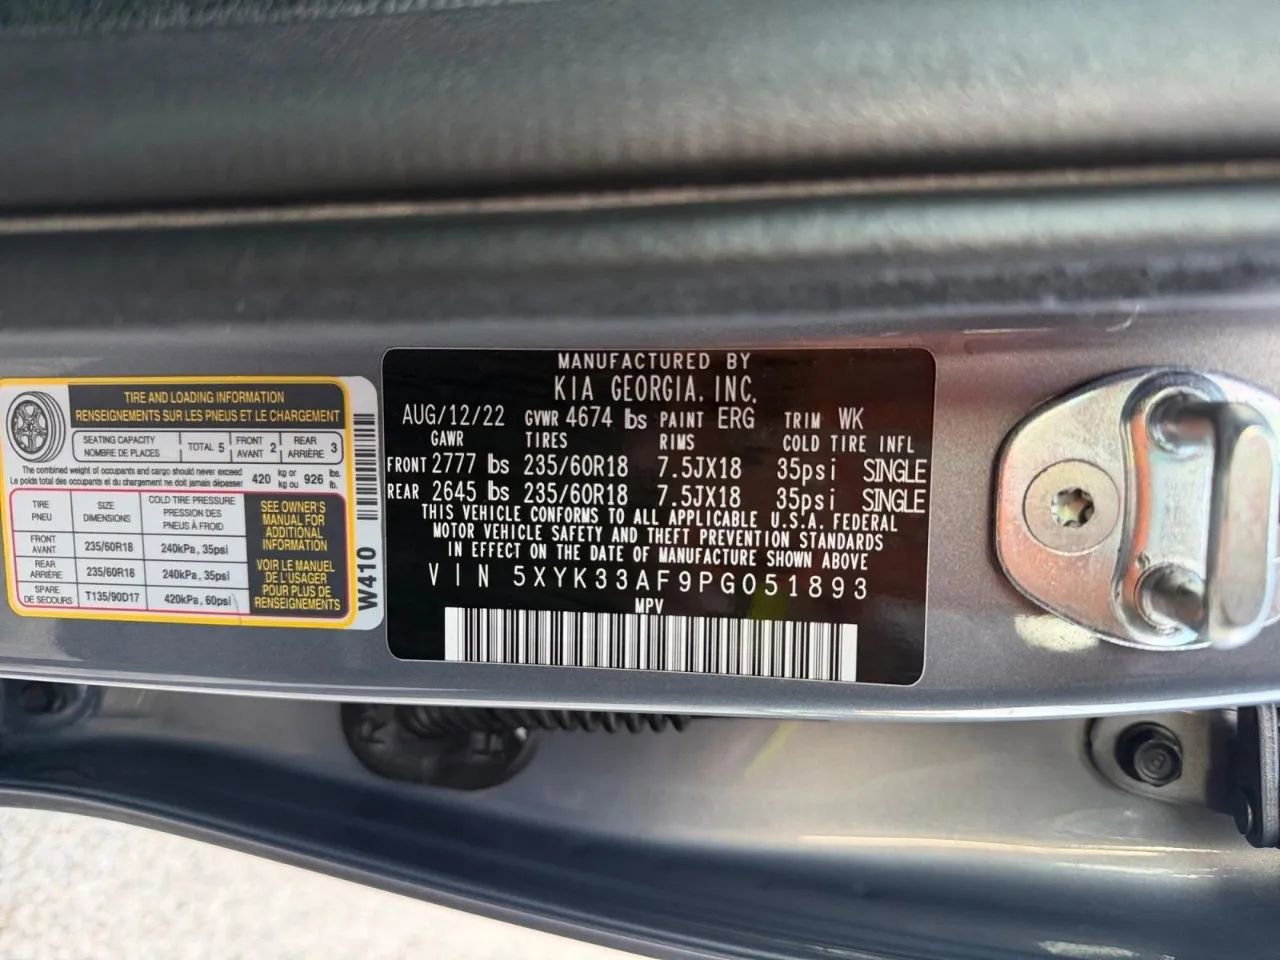 TIRE AND LOADING INFORMATION
RENSEIGNEMENTS SUR LES PNEUS ET LE CHARGEMENT
SEATING CAPACITY
NOMBRE DE PLACES
TOTAL 5
FRONT
AVANT 2
REAR
ARRIÈRE 3
The combined weight of occupants and cargo should never exceed
Le poids total des occupants et du chargement ne doit jamais dépasser
420 kg or 926 lbs.
kg ou lb.
TIRE
PNEU
SIZE
DIMENSIONS
COLD TIRE PRESSURE
PRESSION DES
PNEUS À FROID
FRONT
AVANT
235/60R18
240kPa, 35psi
REAR
ARRIÈRE
235/60R18
240kPa, 35psi
SPARE
DE SECOURS
T135/90D17
420kPa, 60psi
SEE OWNER'S
MANUAL FOR
ADDITIONAL
INFORMATION
VOIR LE MANUEL
DE L'USAGER
POUR PLUS DE
RENSEIGNEMENTS
W410
MANUFACTURED BY
KIA GEORGIA, INC.
AUG/12/22 GVWR 4674 lbs PAINT ERG TRIM WK
GAWR TIRES RIMS COLD TIRE INFL
FRONT 2777 lbs 235/60R18 7.5JX18 35psi SINGLE
REAR 2645 lbs 235/60R18 7.5JX18 35psi SINGLE
THIS VEHICLE CONFORMS TO ALL APPLICABLE U.S.A. FEDERAL
MOTOR VEHICLE SAFETY AND THEFT PREVENTION STANDARDS
IN EFFECT ON THE DATE OF MANUFACTURE SHOWN ABOVE
VIN 5XYK33AF9PG051893
MPV